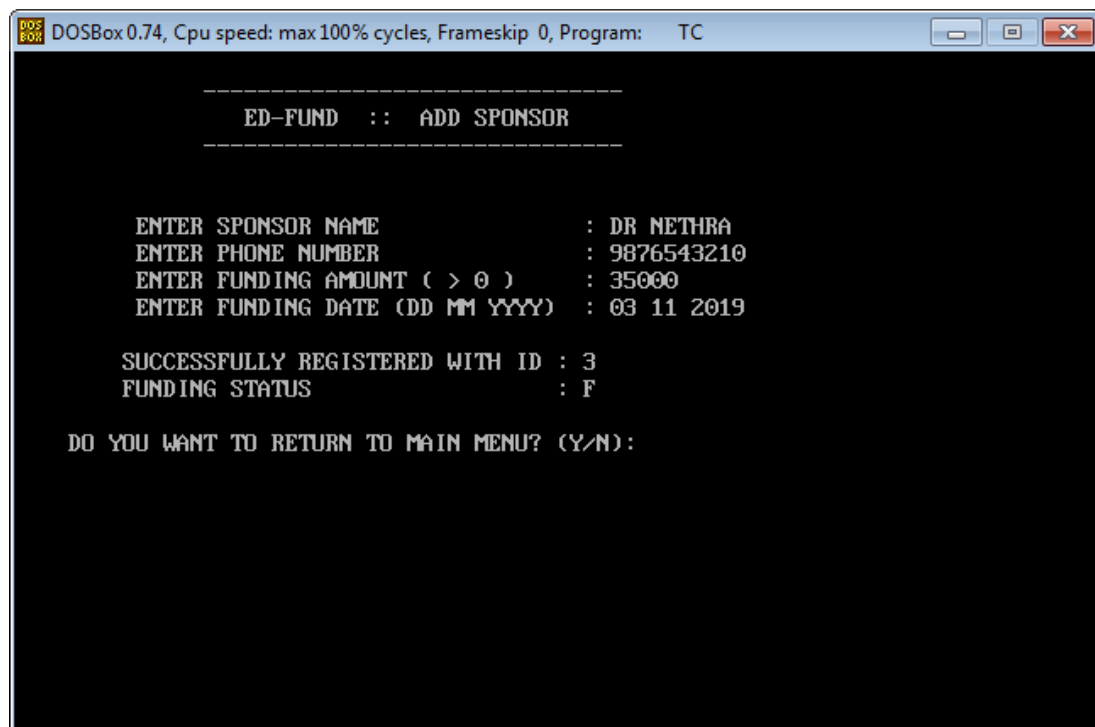 DOS
BOX
DOSBox 0.74, Cpu speed: max 100% cycles, Frameskip 0, Program: TC
-------------------------------
ED-FUND :: ADD SPONSOR
-------------------------------
ENTER SPONSOR NAME : DR NETHRA
ENTER PHONE NUMBER : 9876543210
ENTER FUNDING AMOUNT ( > 0 ) : 35000
ENTER FUNDING DATE (DD MM YYYY) : 03 11 2019
SUCCESSFULLY REGISTERED WITH ID : 3
FUNDING STATUS : F
DO YOU WANT TO RETURN TO MAIN MENU? (Y/N):